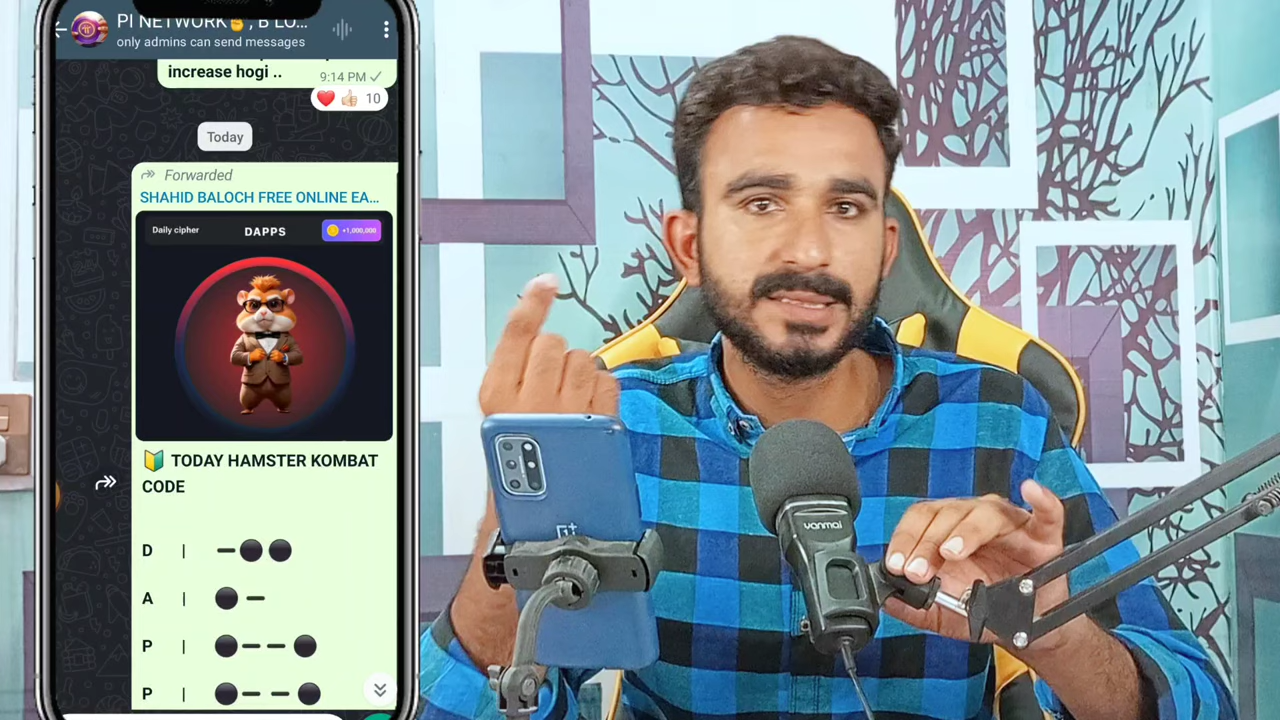 PI NETWORK✊, B LO...
only admins can send messages
increase hogi ..
9:14 PM
10
Today
Forwarded
SHAHID BALOCH FREE ONLINE EA...
Daily cipher
DAPPS
+1,000,000
🔰 TODAY HAMSTER KOMBAT
CODE
D | —⚫⚫
A | ⚫—
P | ⚫——⚫
P | ⚫——⚫
vanmai